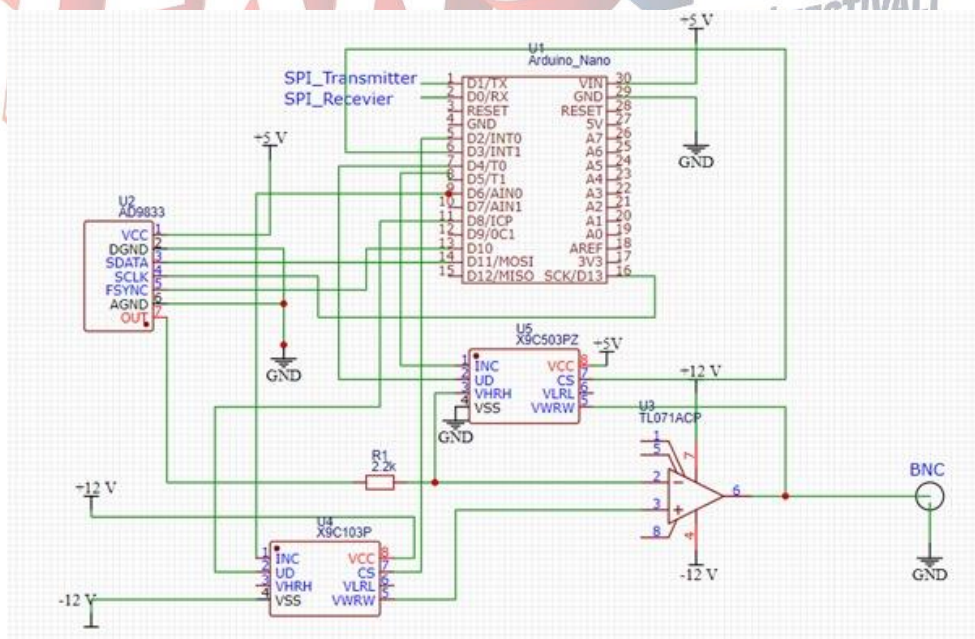 FESTİVALİ
+5 V
U1
Arduino_Nano
SPI_Transmitter
SPI_Recevier
1 D1/TX VIN 30
2 D0/RX GND 29
3 RESET RESET 28
4 GND 5V 27
5 D2/INT0 A7 26
6 D3/INT1 A6 25
7 D4/T0 A5 24
8 D5/T1 A4 23
9 D6/AIN0 A3 22
10 D7/AIN1 A2 21
11 D8/ICP A1 20
12 D9/0C1 A0 19
13 D10 AREF 18
14 D11/MOSI 3V3 17
15 D12/MISO SCK/D13 16
GND
+5 V
U2
AD9833
VCC 1
DGND 2
SDATA 3
SCLK 4
FSYNC 5
AGND 6
OUT 7
GND
U5
X9C503PZ
+5V
1 INC VCC 8
2 UD CS 7
3 VHRH VLRL 6
4 VSS VWRW 5
GND
+12 V
U3
TL071ACP
1
5
7
2
3
6
8
4
-12 V
BNC
GND
R1
2.2k
+12 V
U4
X9C103P
1 INC VCC 8
2 UD CS 7
3 VHRH VLRL 6
4 VSS VWRW 5
-12 V